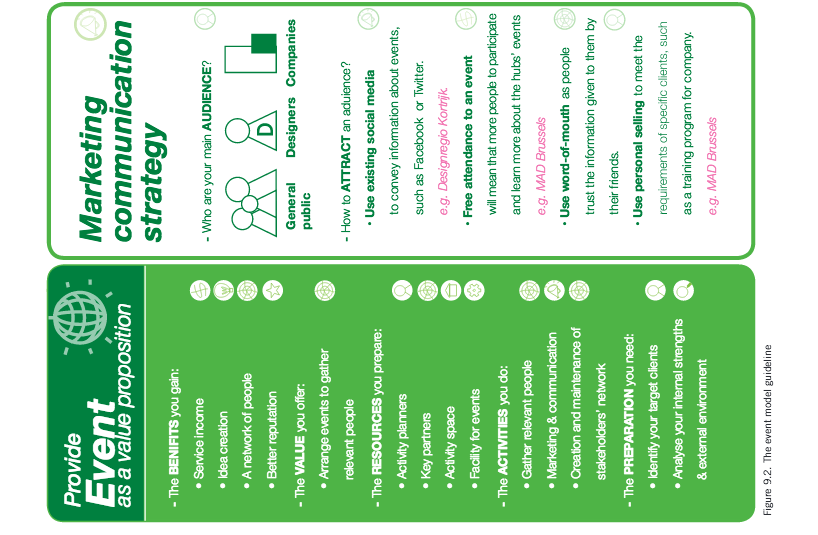 Provide
Event
as a value proposition
- The BENIFITS you gain:
• Service income
• Idea creation
• A network of people
• Better reputation
- The VALUE you offer:
• Arrange events to gather
relevant people
- The RESOURCES you prepare:
• Activity planners
• Key partners
• Activity space
• Facility for events
- The ACTIVITIES you do:
• Gather relevant people
• Marketing & communication
• Creation and maintenance of
stakeholders' network
- The PREPARATION you need:
• Identify your target clients
• Analyse your internal strengths
& external environment
Marketing
communication
strategy
- Who are your main AUDIENCE?
D
General
public
Designers
Companies
- How to ATTRACT an aduience?
• Use existing social media
to convey information about events,
such as Facebook or Twitter.
e.g. Designregio Kortrijk
• Free attendance to an event
will mean that more people to participate
and learn more about the hubs' events
e.g. MAD Brussels
• Use word-of-mouth as people
trust the information given to them by
their friends.
• Use personal selling to meet the
requirements of specific clients, such
as a training program for company.
e.g. MAD Brussels
Figure 9.2. The event model guideline